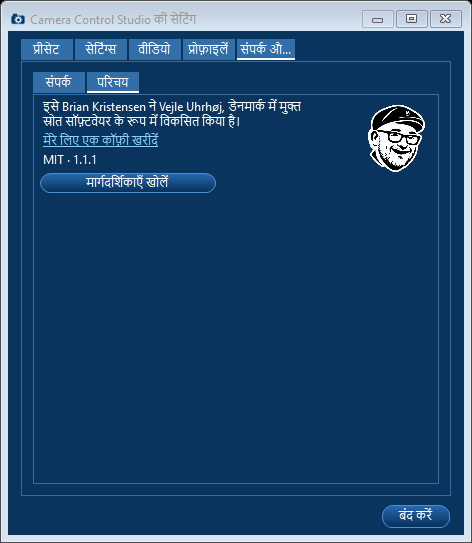 Camera Control Studio की सेटिंग
प्रीसेट
सेटिंग्स
वीडियो
प्रोफ़ाइलें
संपर्क औ...
संपर्क
परिचय
इसे Brian Kristensen ने Vejle Uhrhøj, डेनमार्क में मुक्त
स्रोत सॉफ़्टवेयर के रूप में विकसित किया है।
मेरे लिए एक कॉफ़ी खरीदें
MIT · 1.1.1
मार्गदर्शिकाएँ खोलें
बंद करें